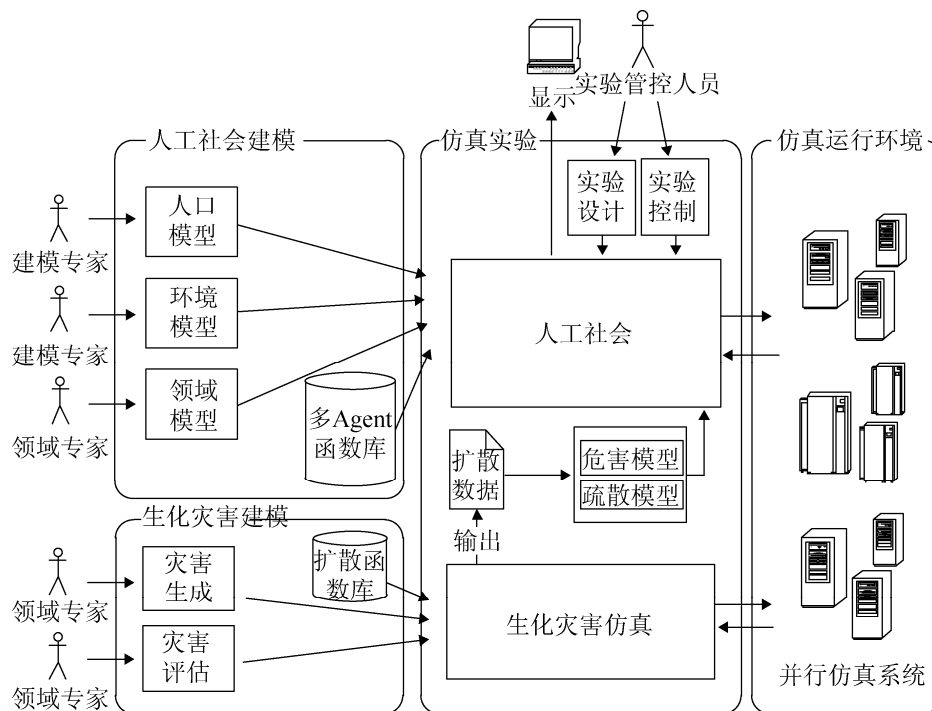 显示
实验管控人员
人工社会建模
仿真实验
仿真运行环境
人口
模型
建模专家
环境
模型
建模专家
领域
模型
领域专家
多Agent
函数库
实验
设计
实验
控制
人工社会
扩散
数据
危害模型
疏散模型
输出
生化灾害建模
扩散函
数库
灾害
生成
领域专家
灾害
评估
领域专家
生化灾害仿真
并行仿真系统